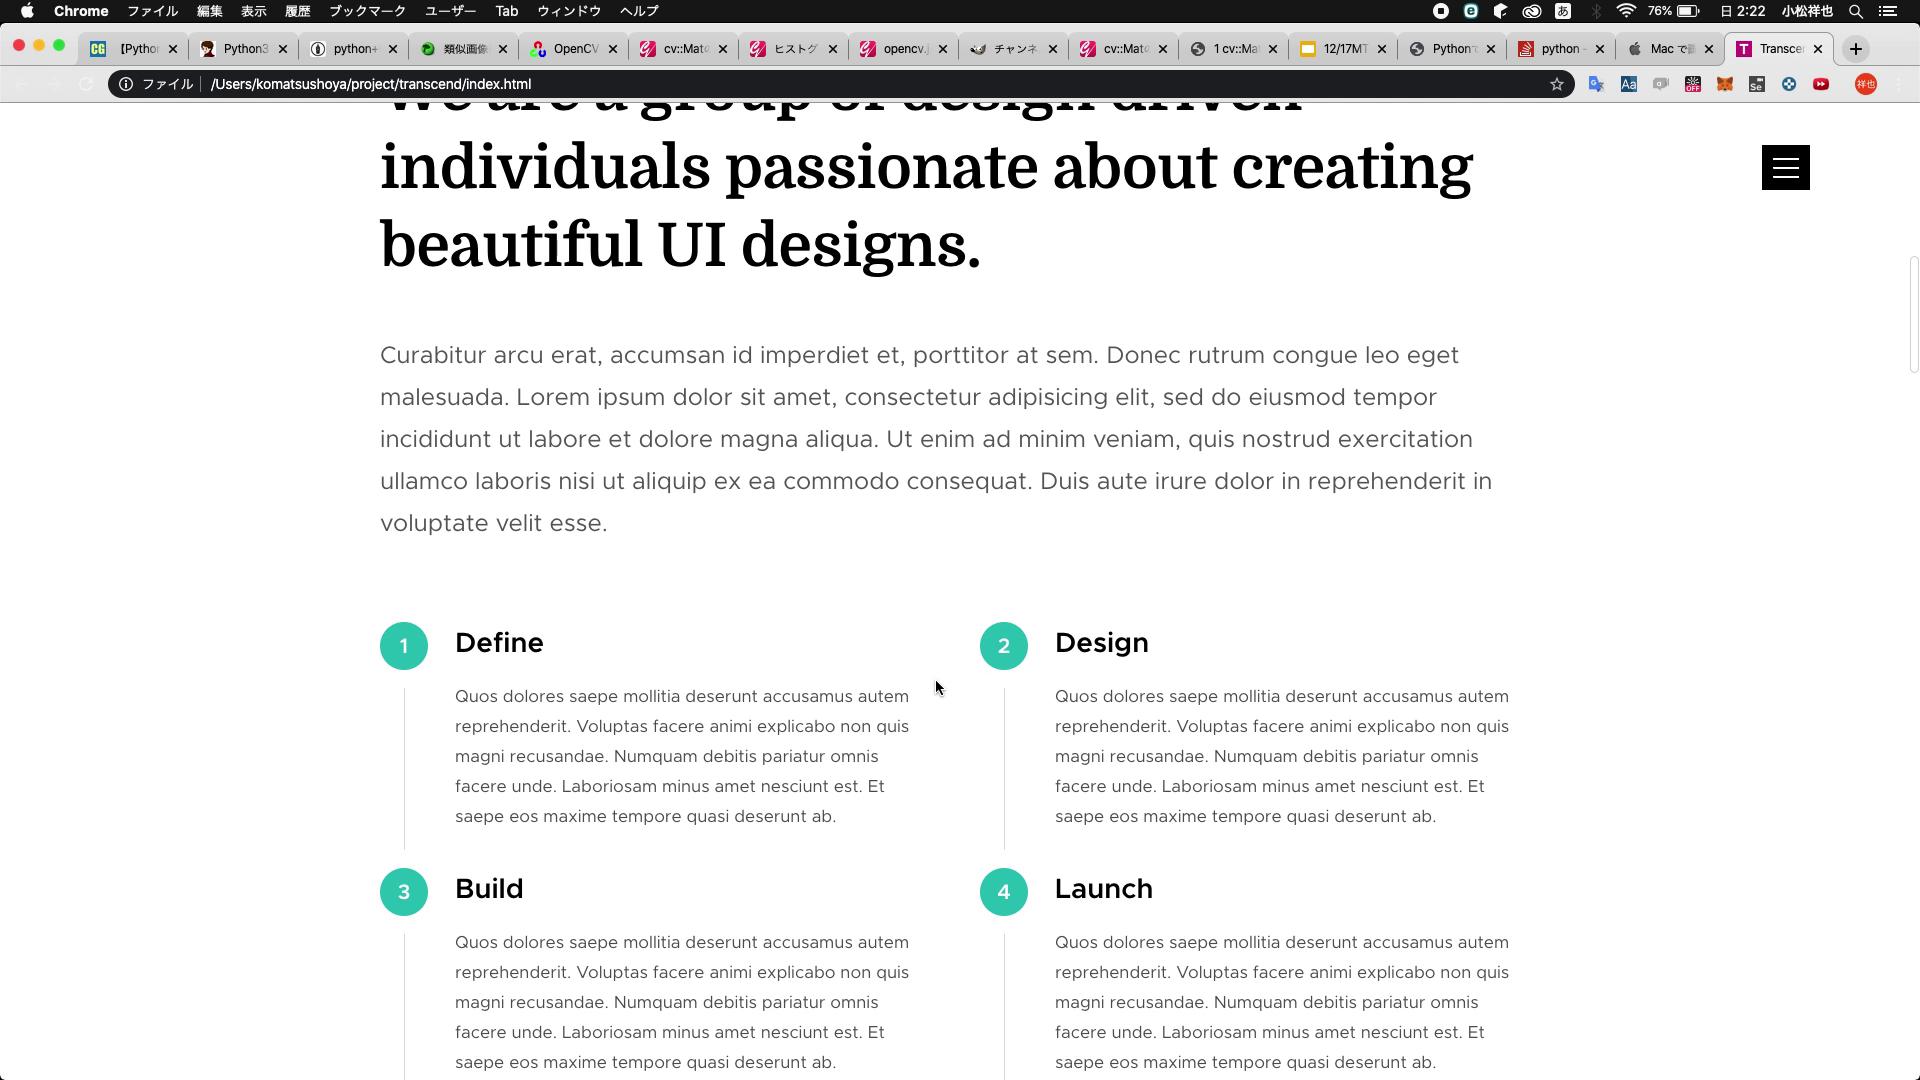 Chrome ファイル 編集 表示 履歴 ブックマーク ユーザー Tab ウィンドウ ヘルプ 76% 日 2:22 小松祥也
【Pytho Python3 python+ 類似画像 OpenCV cv::Mat ヒストグ opencv. チャンネ cv::Mat 1 cv::Ma 12/17MT Python python - Mac で Transce
ファイル /Users/komatsushoya/project/transcend/index.html
We are a group of design driven
individuals passionate about creating
beautiful UI designs.
Curabitur arcu erat, accumsan id imperdiet et, porttitor at sem. Donec rutrum congue leo eget
malesuada. Lorem ipsum dolor sit amet, consectetur adipisicing elit, sed do eiusmod tempor
incididunt ut labore et dolore magna aliqua. Ut enim ad minim veniam, quis nostrud exercitation
ullamco laboris nisi ut aliquip ex ea commodo consequat. Duis aute irure dolor in reprehenderit in
voluptate velit esse.
1 Define
Quos dolores saepe mollitia deserunt accusamus autem
reprehenderit. Voluptas facere animi explicabo non quis
magni recusandae. Numquam debitis pariatur omnis
facere unde. Laboriosam minus amet nesciunt est. Et
saepe eos maxime tempore quasi deserunt ab.
2 Design
Quos dolores saepe mollitia deserunt accusamus autem
reprehenderit. Voluptas facere animi explicabo non quis
magni recusandae. Numquam debitis pariatur omnis
facere unde. Laboriosam minus amet nesciunt est. Et
saepe eos maxime tempore quasi deserunt ab.
3 Build
Quos dolores saepe mollitia deserunt accusamus autem
reprehenderit. Voluptas facere animi explicabo non quis
magni recusandae. Numquam debitis pariatur omnis
facere unde. Laboriosam minus amet nesciunt est. Et
saepe eos maxime tempore quasi deserunt ab.
4 Launch
Quos dolores saepe mollitia deserunt accusamus autem
reprehenderit. Voluptas facere animi explicabo non quis
magni recusandae. Numquam debitis pariatur omnis
facere unde. Laboriosam minus amet nesciunt est. Et
saepe eos maxime tempore quasi deserunt ab.